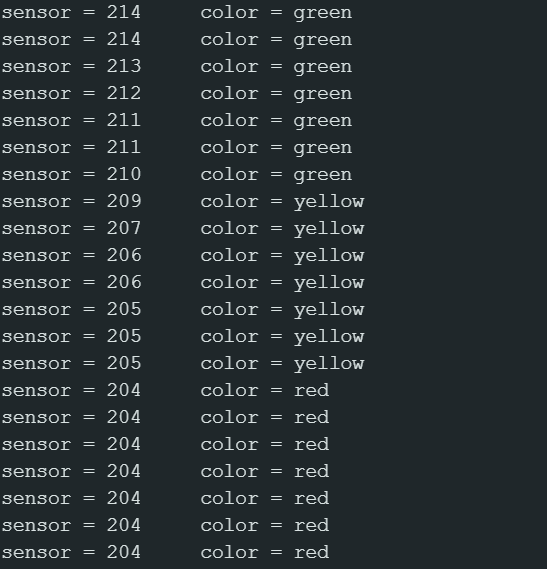 sensor = 214     color = green
sensor = 214     color = green
sensor = 213     color = green
sensor = 212     color = green
sensor = 211     color = green
sensor = 211     color = green
sensor = 210     color = green
sensor = 209     color = yellow
sensor = 207     color = yellow
sensor = 206     color = yellow
sensor = 206     color = yellow
sensor = 205     color = yellow
sensor = 205     color = yellow
sensor = 205     color = yellow
sensor = 204     color = red
sensor = 204     color = red
sensor = 204     color = red
sensor = 204     color = red
sensor = 204     color = red
sensor = 204     color = red
sensor = 204     color = red